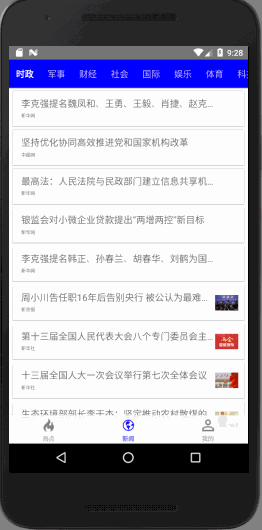 9:28
时政 军事 财经 社会 国际 娱乐 体育 科
李克强提名魏凤和、王勇、王毅、肖捷、赵克...
新华网
坚持优化协同高效推进党和国家机构改革
中国网
最高法：人民法院与民政部门建立信息共享机...
新华网
银监会对小微企业贷款提出“两增两控”新目标
新华网
李克强提名韩正、孙春兰、胡春华、刘鹤为国...
新华网
周小川告任职16年后告别央行 被公认为最难...
第十三届全国人民代表大会八个专门委员会主...
新华社
十三届全国人大一次会议举行第七次全体会议
新华社
生态环境部部长李干杰：坚定推动农村散煤的
热点 新闻 我的